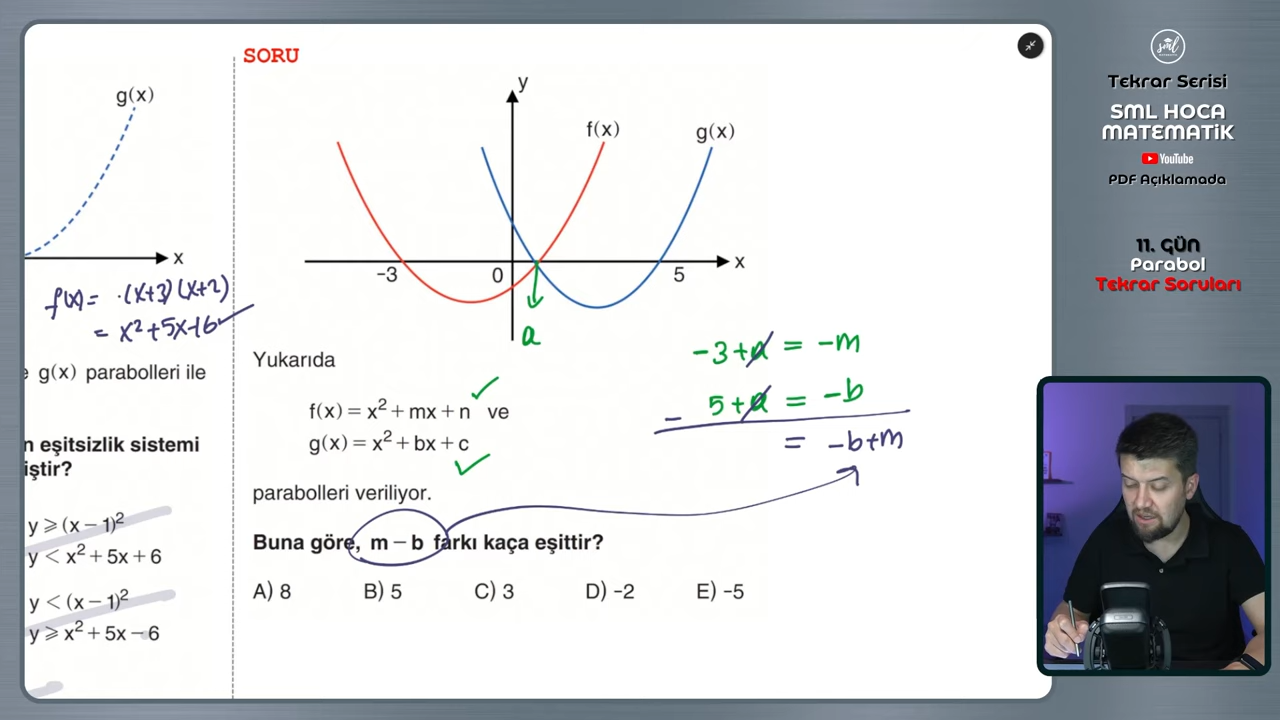 SORU
g(x)
x
f(x)= ·(x+3)(x+2)
= x²+5x+6
g(x) parabolleri ile
n eşitsizlik sistemi
iştir?
y ⩾ (x − 1)²
y < x² + 5x + 6
y < (x − 1)²
y ⩾ x² + 5x − 6
y
f(x)
g(x)
−3
0
5
x
a
Yukarıda
f(x) = x² + mx + n ve
g(x) = x² + bx + c
parabolleri veriliyor.
Buna göre, m − b farkı kaça eşittir?
A) 8 B) 5 C) 3 D) -2 E) -5
-3+a = -m
5+a = -b
−
= -b+m
sml
Tekrar Serisi
SML HOCA
MATEMATİK
YouTube
PDF Açıklamada
11. GÜN
Parabol
Tekrar Soruları